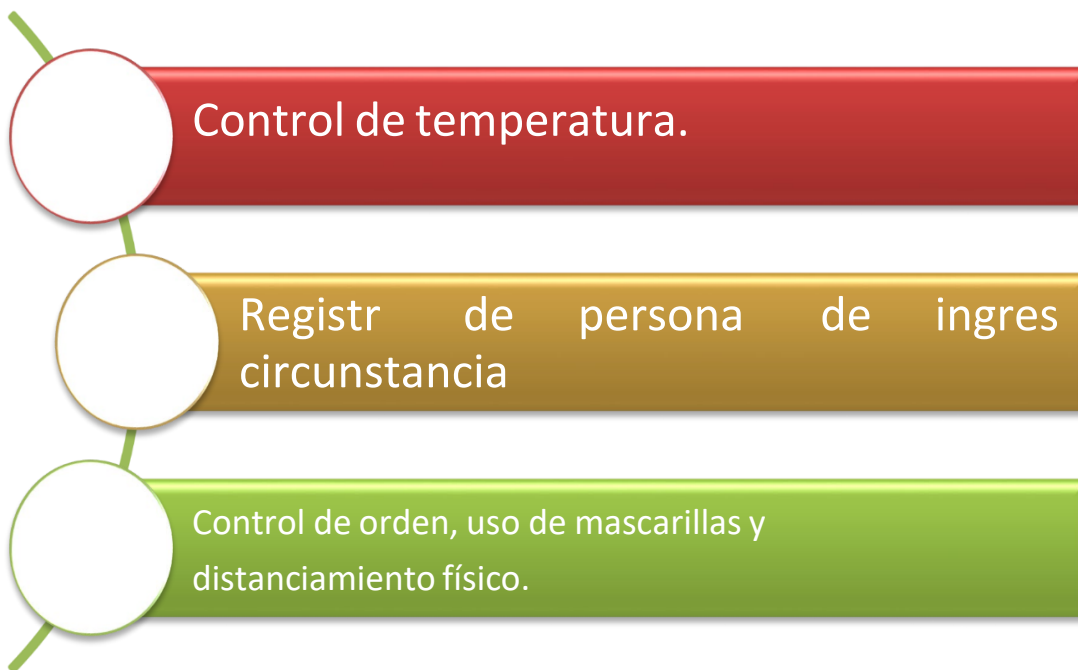 Control de temperatura.
Registr de persona de ingres
circunstancia
Control de orden, uso de mascarillas y
distanciamiento físico.